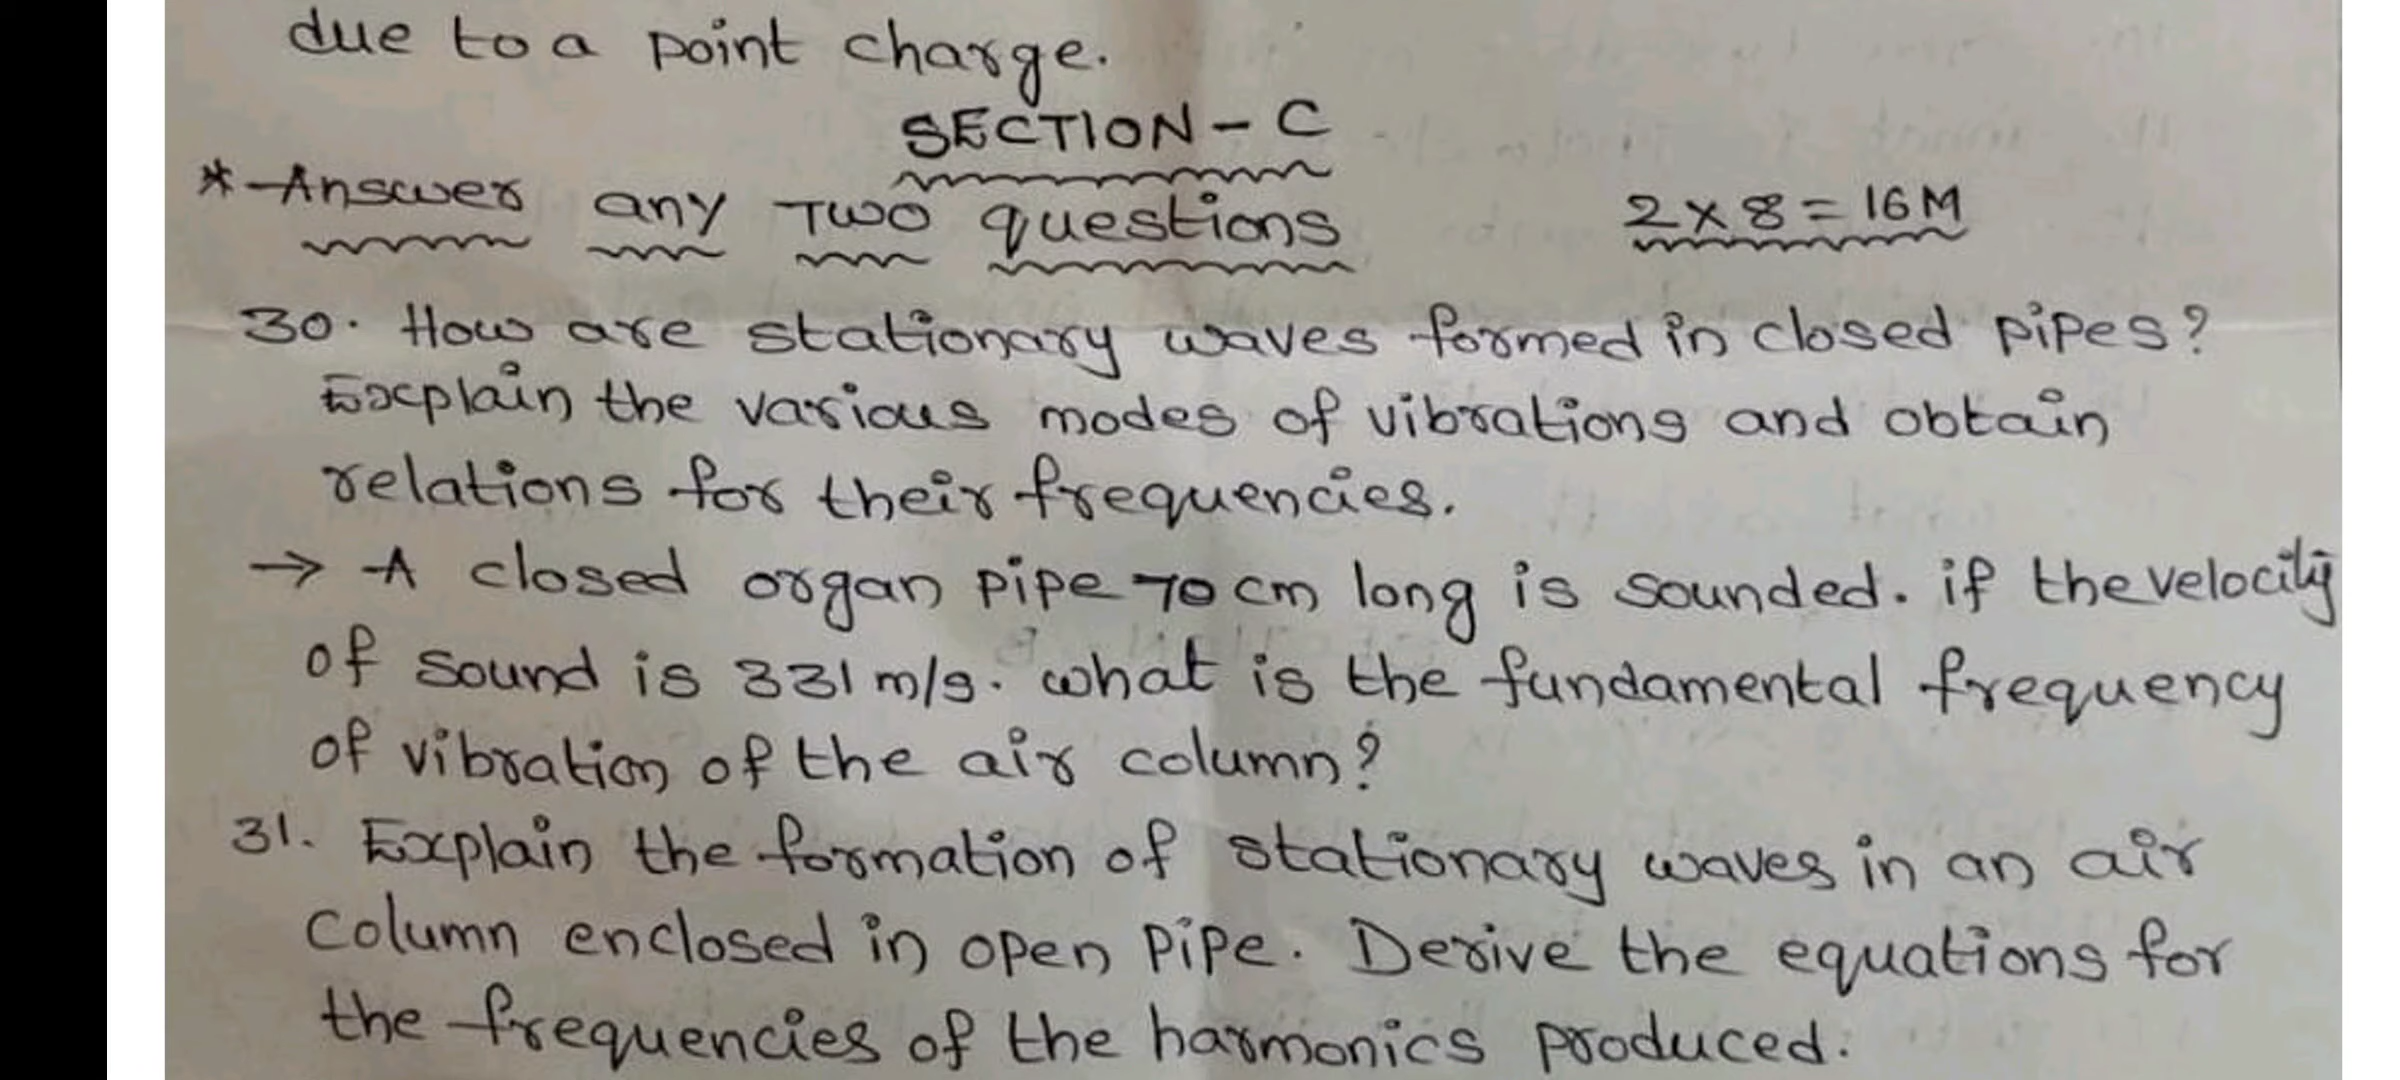 due to a point charge.
SECTION - C
* Answer any Two questions 2 x 8 = 16M
30. How are stationary waves formed in closed pipes?
Explain the various modes of vibrations and obtain
relations for their frequencies.
→ A closed organ pipe 70 cm long is sounded. if the velocity
of sound is 331 m/s. what is the fundamental frequency
of vibration of the air column?
31. Explain the formation of stationary waves in an air
column enclosed in open pipe. Derive the equations for
the frequencies of the harmonics produced.